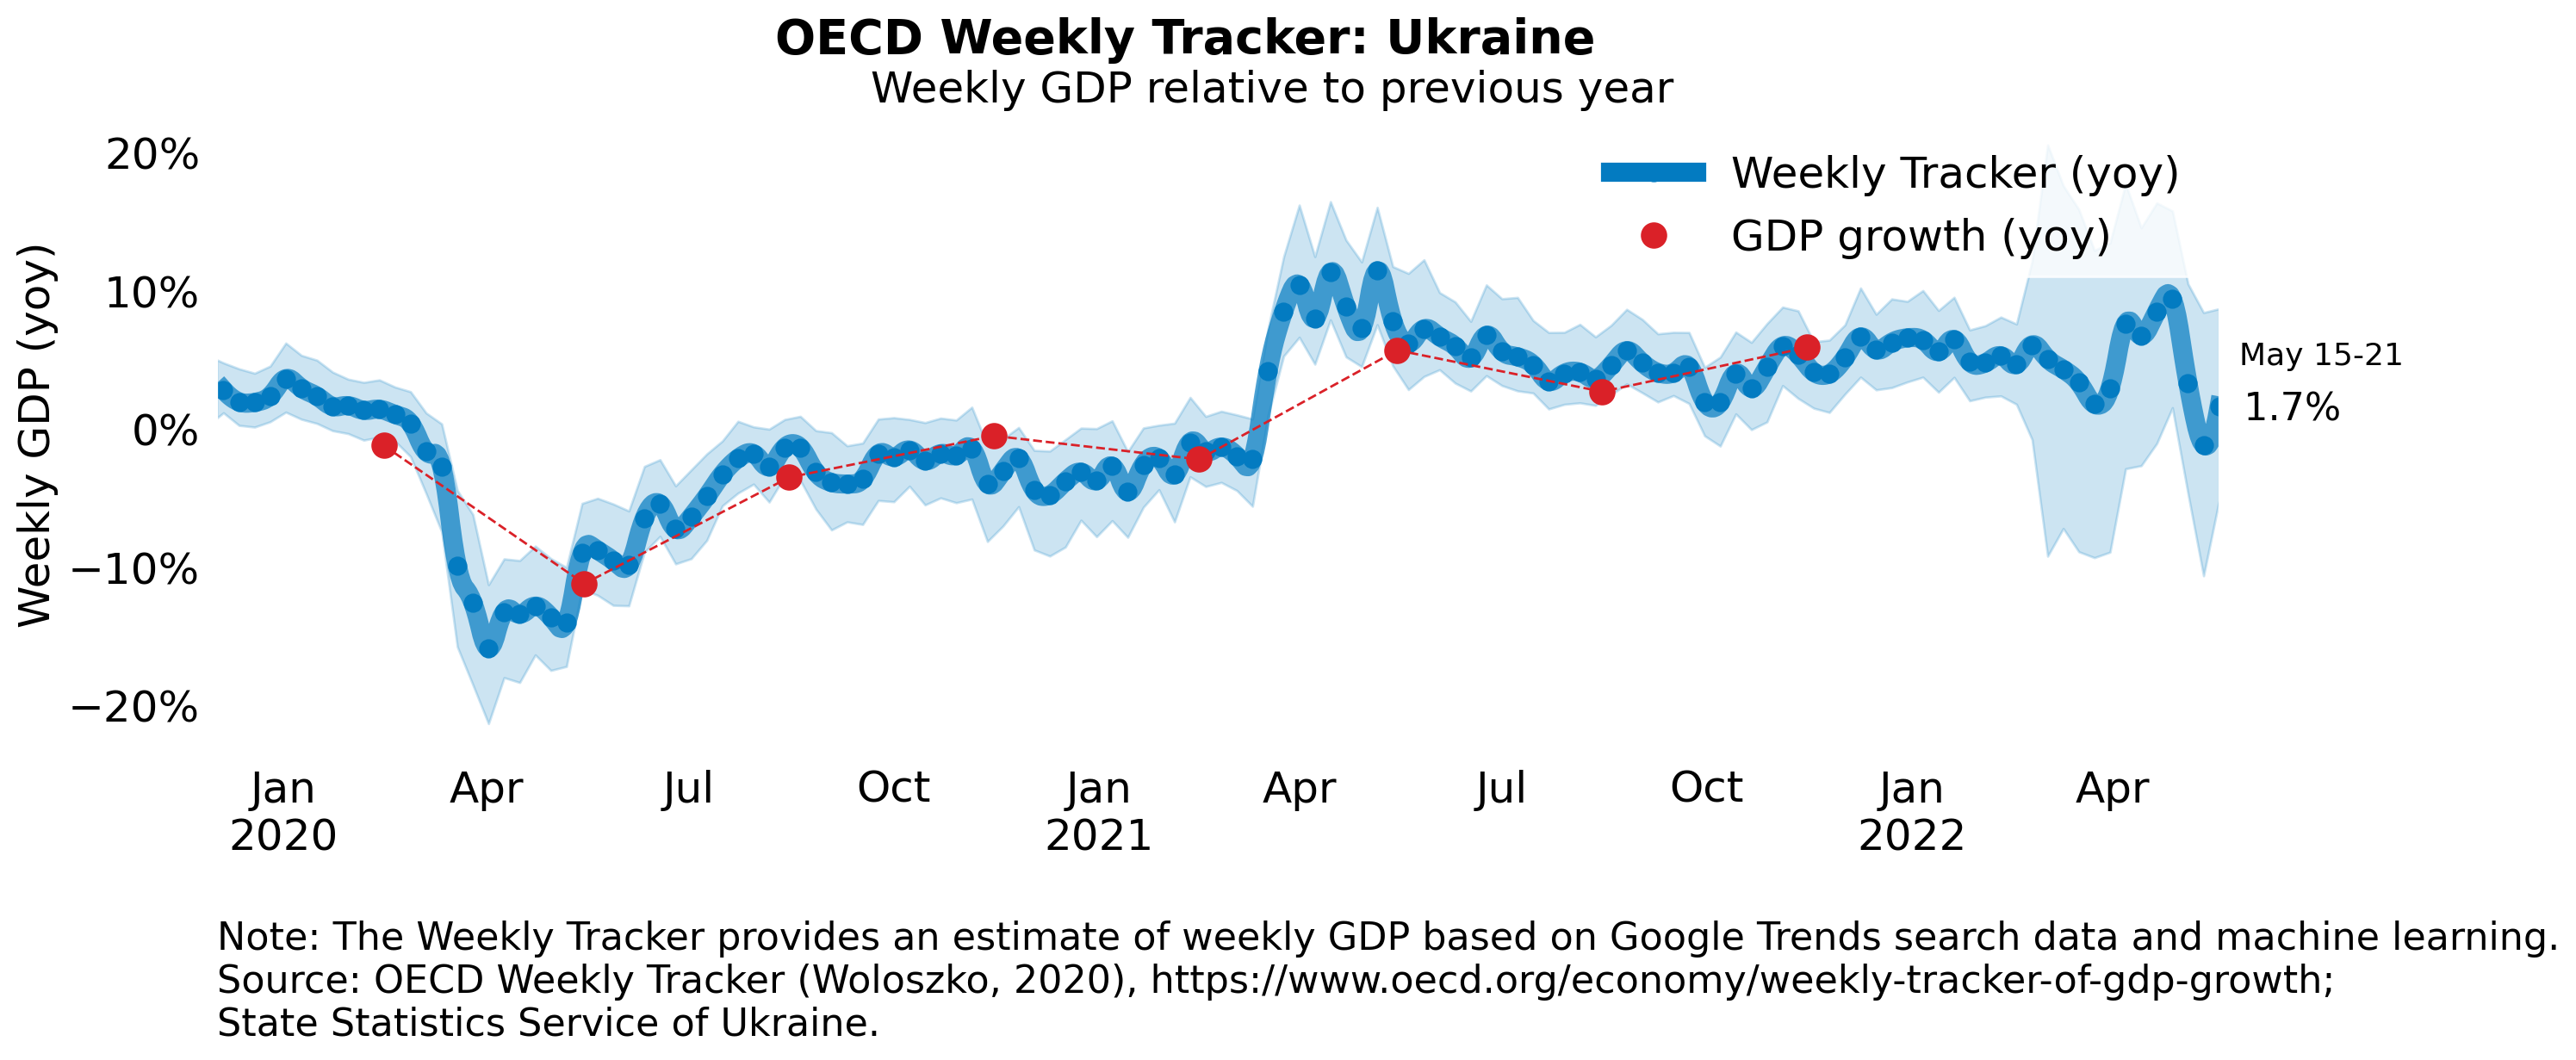 OECD Weekly Tracker: Ukraine
Weekly GDP relative to previous year
Weekly GDP (yoy)
20%
10%
0%
−10%
−20%
Weekly Tracker (yoy)
GDP growth (yoy)
May 15-21
1.7%
Jan Apr Jul Oct Jan Apr Jul Oct Jan Apr
2020 2021 2022
Note: The Weekly Tracker provides an estimate of weekly GDP based on Google Trends search data and machine learning.
Source: OECD Weekly Tracker (Woloszko, 2020), https://www.oecd.org/economy/weekly-tracker-of-gdp-growth;
State Statistics Service of Ukraine.